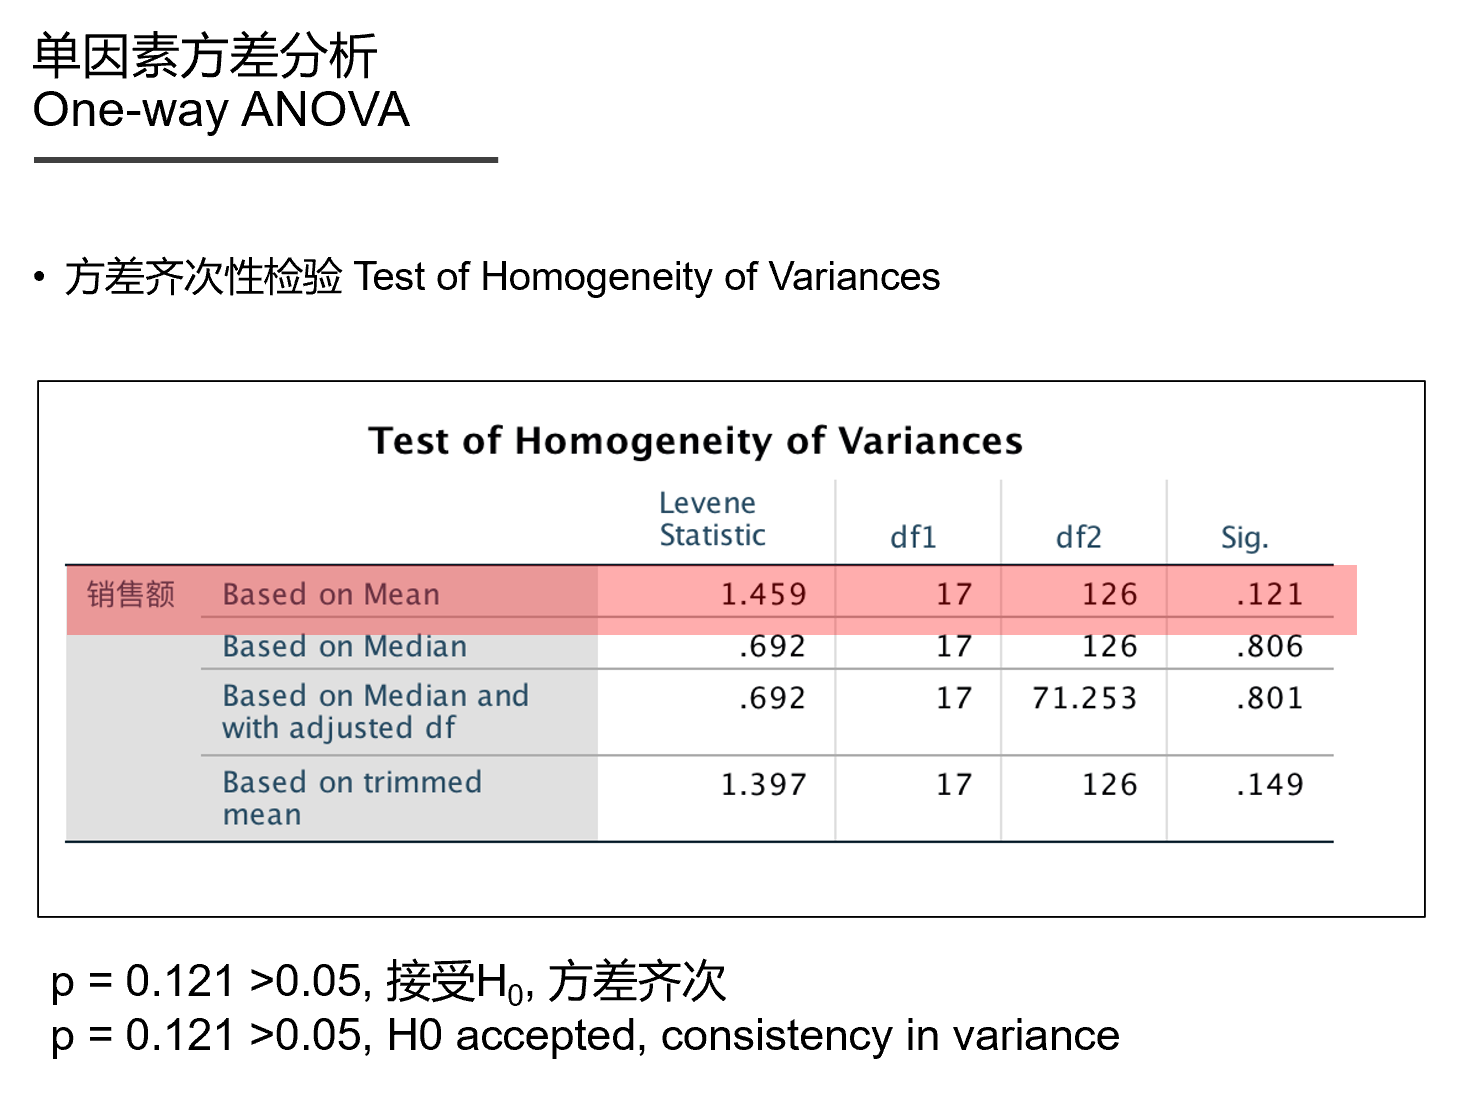 单因素方差分析
One-way ANOVA
• 方差齐次性检验 Test of Homogeneity of Variances
Test of Homogeneity of Variances
Levene
Statistic df1 df2 Sig.
销售额 Based on Mean 1.459 17 126 .121
Based on Median .692 17 126 .806
Based on Median and
with adjusted df .692 17 71.253 .801
Based on trimmed
mean 1.397 17 126 .149
p = 0.121 >0.05, 接受H₀, 方差齐次
p = 0.121 >0.05, H0 accepted, consistency in variance